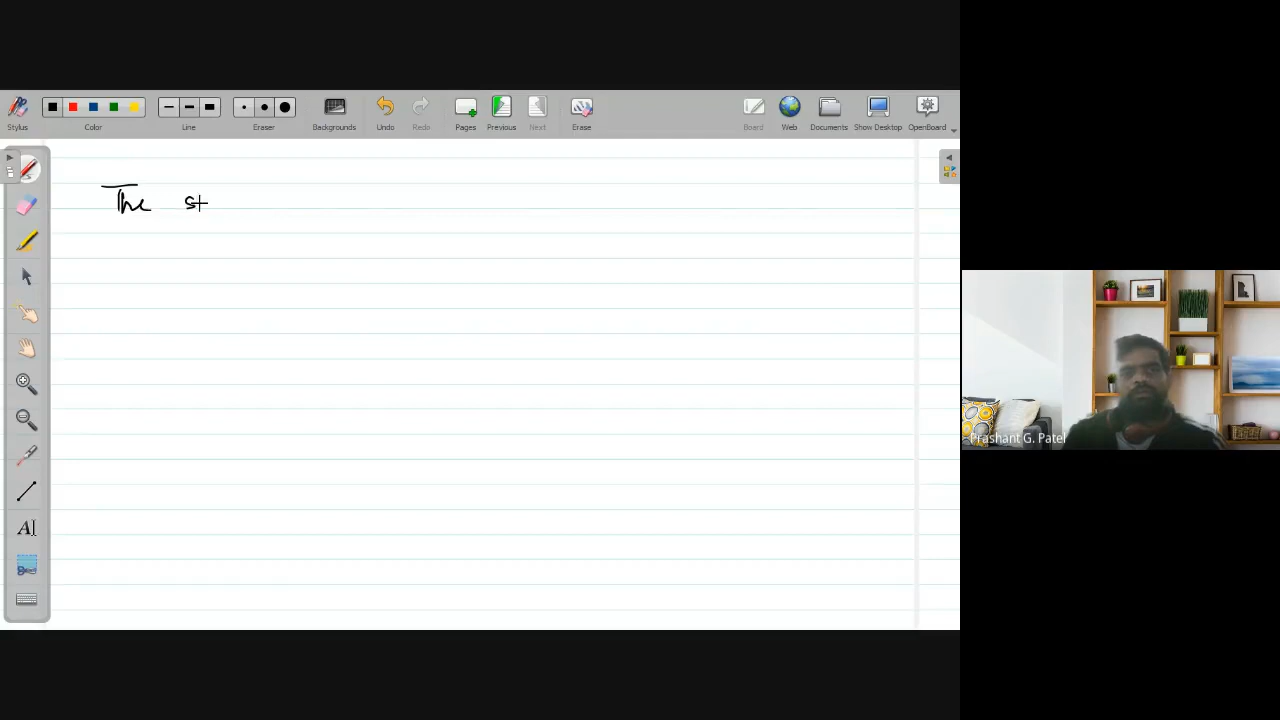 Stylus Color Line Eraser Backgrounds Undo Redo Pages Previous Next Erase Board Web Documents Show Desktop OpenBoard
The st
A
Prashant G. Patel